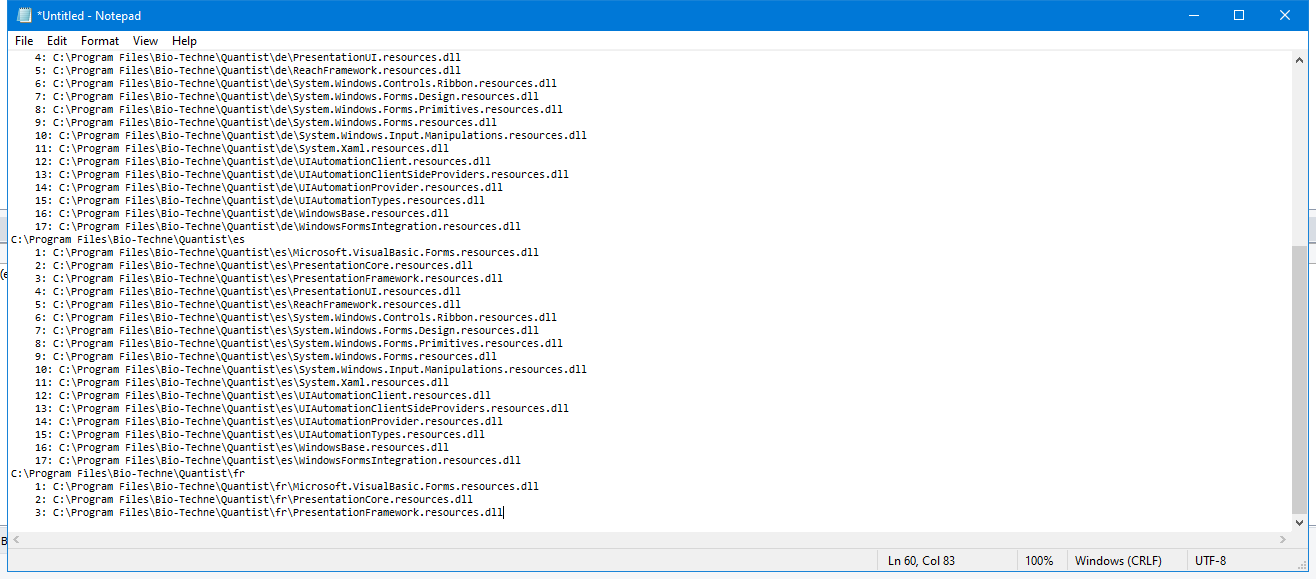 *Untitled - Notepad
File Edit Format View Help
4: C:\Program Files\Bio-Techne\Quantist\de\PresentationUI.resources.dll
5: C:\Program Files\Bio-Techne\Quantist\de\ReachFramework.resources.dll
6: C:\Program Files\Bio-Techne\Quantist\de\System.Windows.Controls.Ribbon.resources.dll
7: C:\Program Files\Bio-Techne\Quantist\de\System.Windows.Forms.Design.resources.dll
8: C:\Program Files\Bio-Techne\Quantist\de\System.Windows.Forms.Primitives.resources.dll
9: C:\Program Files\Bio-Techne\Quantist\de\System.Windows.Forms.resources.dll
10: C:\Program Files\Bio-Techne\Quantist\de\System.Windows.Input.Manipulations.resources.dll
11: C:\Program Files\Bio-Techne\Quantist\de\System.Xaml.resources.dll
12: C:\Program Files\Bio-Techne\Quantist\de\UIAutomationClient.resources.dll
13: C:\Program Files\Bio-Techne\Quantist\de\UIAutomationClientSideProviders.resources.dll
14: C:\Program Files\Bio-Techne\Quantist\de\UIAutomationProvider.resources.dll
15: C:\Program Files\Bio-Techne\Quantist\de\UIAutomationTypes.resources.dll
16: C:\Program Files\Bio-Techne\Quantist\de\WindowsBase.resources.dll
17: C:\Program Files\Bio-Techne\Quantist\de\WindowsFormsIntegration.resources.dll
C:\Program Files\Bio-Techne\Quantist\es
1: C:\Program Files\Bio-Techne\Quantist\es\Microsoft.VisualBasic.Forms.resources.dll
2: C:\Program Files\Bio-Techne\Quantist\es\PresentationCore.resources.dll
3: C:\Program Files\Bio-Techne\Quantist\es\PresentationFramework.resources.dll
4: C:\Program Files\Bio-Techne\Quantist\es\PresentationUI.resources.dll
5: C:\Program Files\Bio-Techne\Quantist\es\ReachFramework.resources.dll
6: C:\Program Files\Bio-Techne\Quantist\es\System.Windows.Controls.Ribbon.resources.dll
7: C:\Program Files\Bio-Techne\Quantist\es\System.Windows.Forms.Design.resources.dll
8: C:\Program Files\Bio-Techne\Quantist\es\System.Windows.Forms.Primitives.resources.dll
9: C:\Program Files\Bio-Techne\Quantist\es\System.Windows.Forms.resources.dll
10: C:\Program Files\Bio-Techne\Quantist\es\System.Windows.Input.Manipulations.resources.dll
11: C:\Program Files\Bio-Techne\Quantist\es\System.Xaml.resources.dll
12: C:\Program Files\Bio-Techne\Quantist\es\UIAutomationClient.resources.dll
13: C:\Program Files\Bio-Techne\Quantist\es\UIAutomationClientSideProviders.resources.dll
14: C:\Program Files\Bio-Techne\Quantist\es\UIAutomationProvider.resources.dll
15: C:\Program Files\Bio-Techne\Quantist\es\UIAutomationTypes.resources.dll
16: C:\Program Files\Bio-Techne\Quantist\es\WindowsBase.resources.dll
17: C:\Program Files\Bio-Techne\Quantist\es\WindowsFormsIntegration.resources.dll
C:\Program Files\Bio-Techne\Quantist\fr
1: C:\Program Files\Bio-Techne\Quantist\fr\Microsoft.VisualBasic.Forms.resources.dll
2: C:\Program Files\Bio-Techne\Quantist\fr\PresentationCore.resources.dll
3: C:\Program Files\Bio-Techne\Quantist\fr\PresentationFramework.resources.dll
Ln 60, Col 83 100% Windows (CRLF) UTF-8